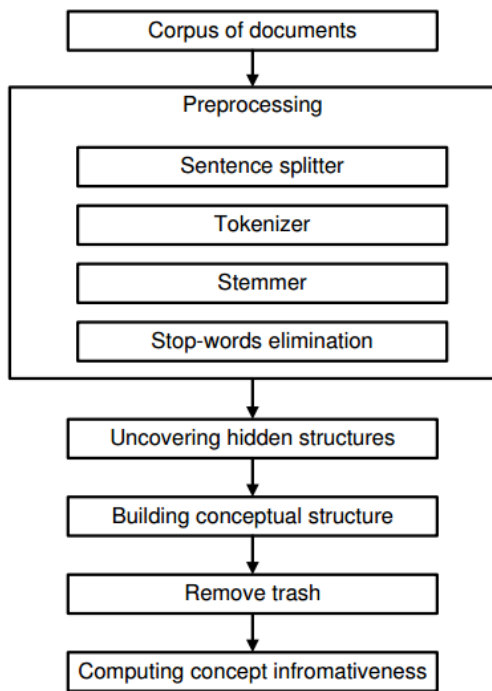 Corpus of documents
Preprocessing
Sentence splitter
Tokenizer
Stemmer
Stop-words elimination
Uncovering hidden structures
Building conceptual structure
Remove trash
Computing concept infromativeness